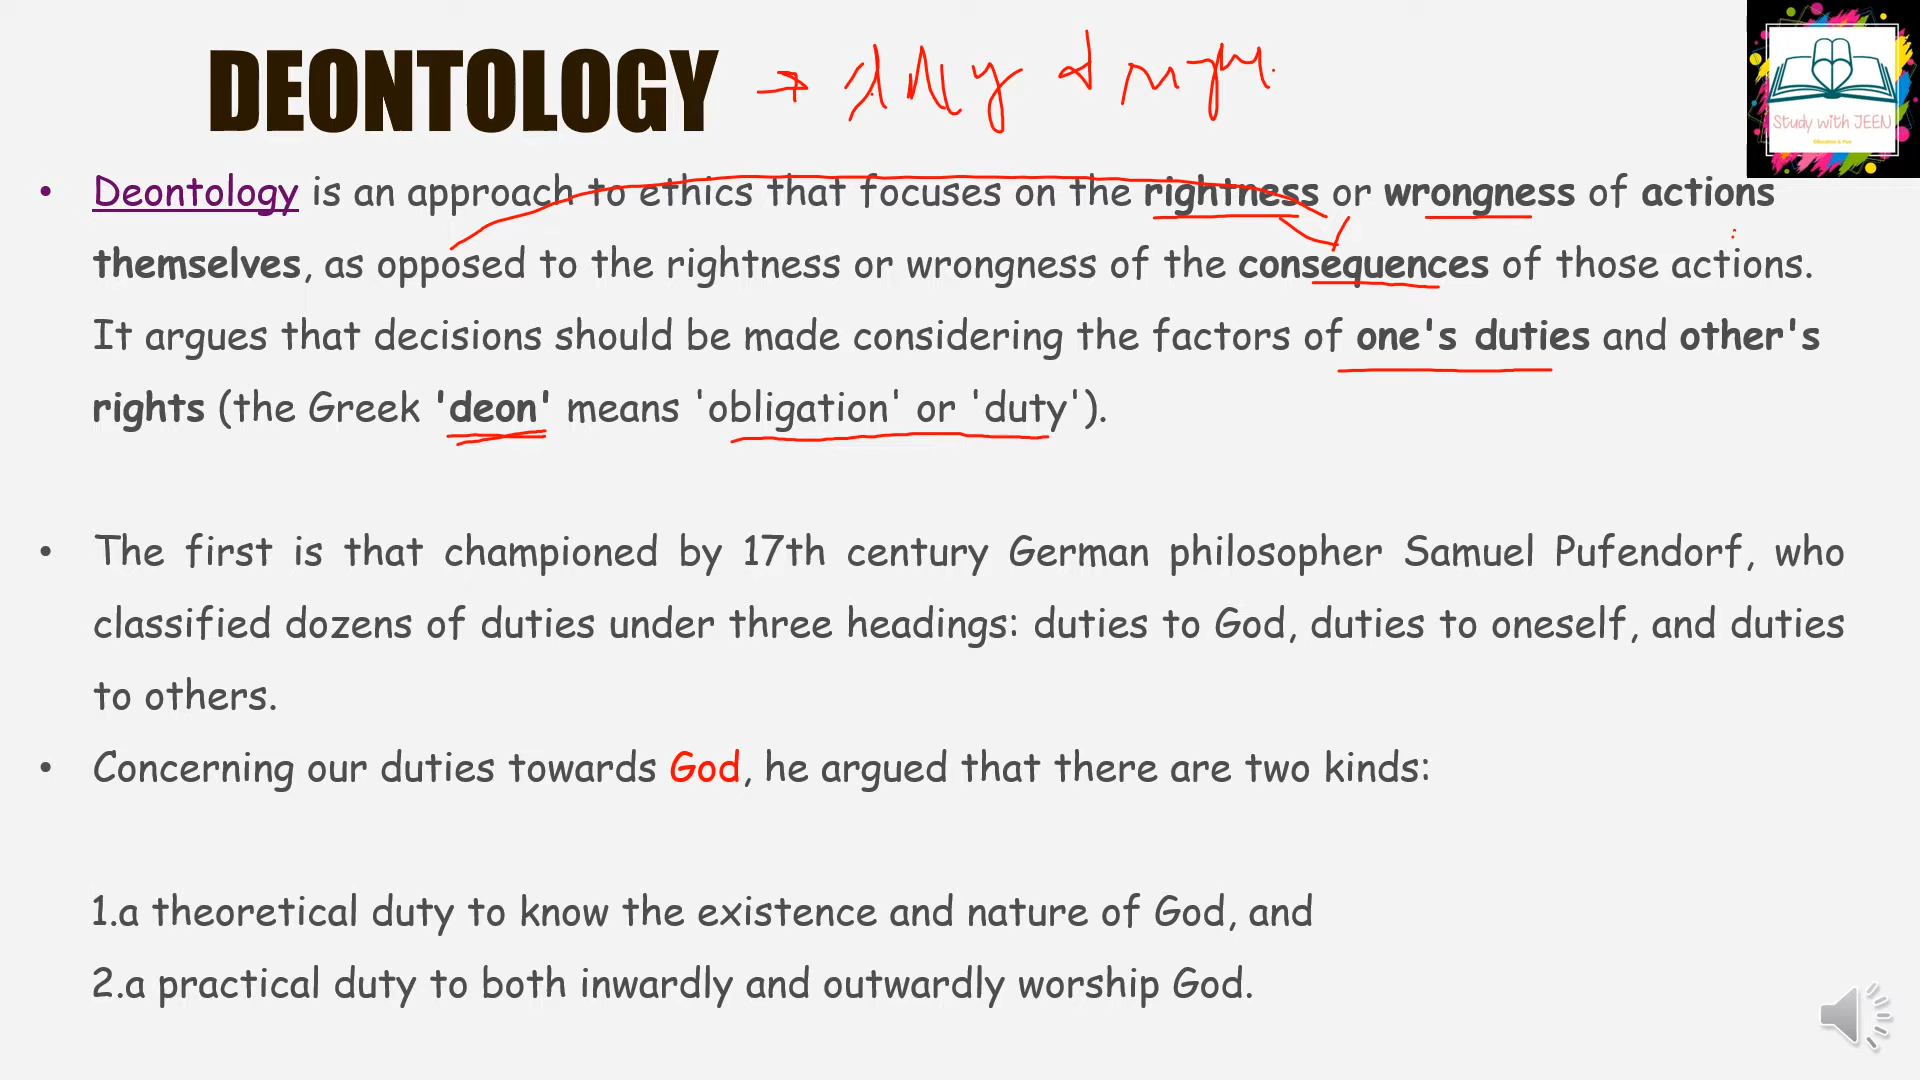 DEONTOLOGY
Study with JEEN
Education & Fun
• Deontology is an approach to ethics that focuses on the rightness or wrongness of actions
themselves, as opposed to the rightness or wrongness of the consequences of those actions.
It argues that decisions should be made considering the factors of one's duties and other's
rights (the Greek 'deon' means 'obligation' or 'duty').
• The first is that championed by 17th century German philosopher Samuel Pufendorf, who
classified dozens of duties under three headings: duties to God, duties to oneself, and duties
to others.
• Concerning our duties towards God, he argued that there are two kinds:
1.a theoretical duty to know the existence and nature of God, and
2.a practical duty to both inwardly and outwardly worship God.